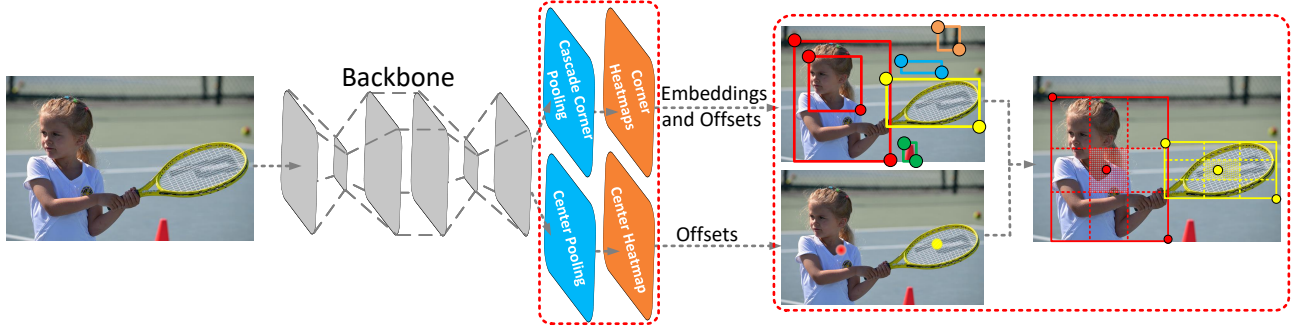 Backbone
Cascade Corner
Pooling
Corner
Heatmaps
Embeddings
and Offsets
Center Pooling
Center Heatmap
Offsets